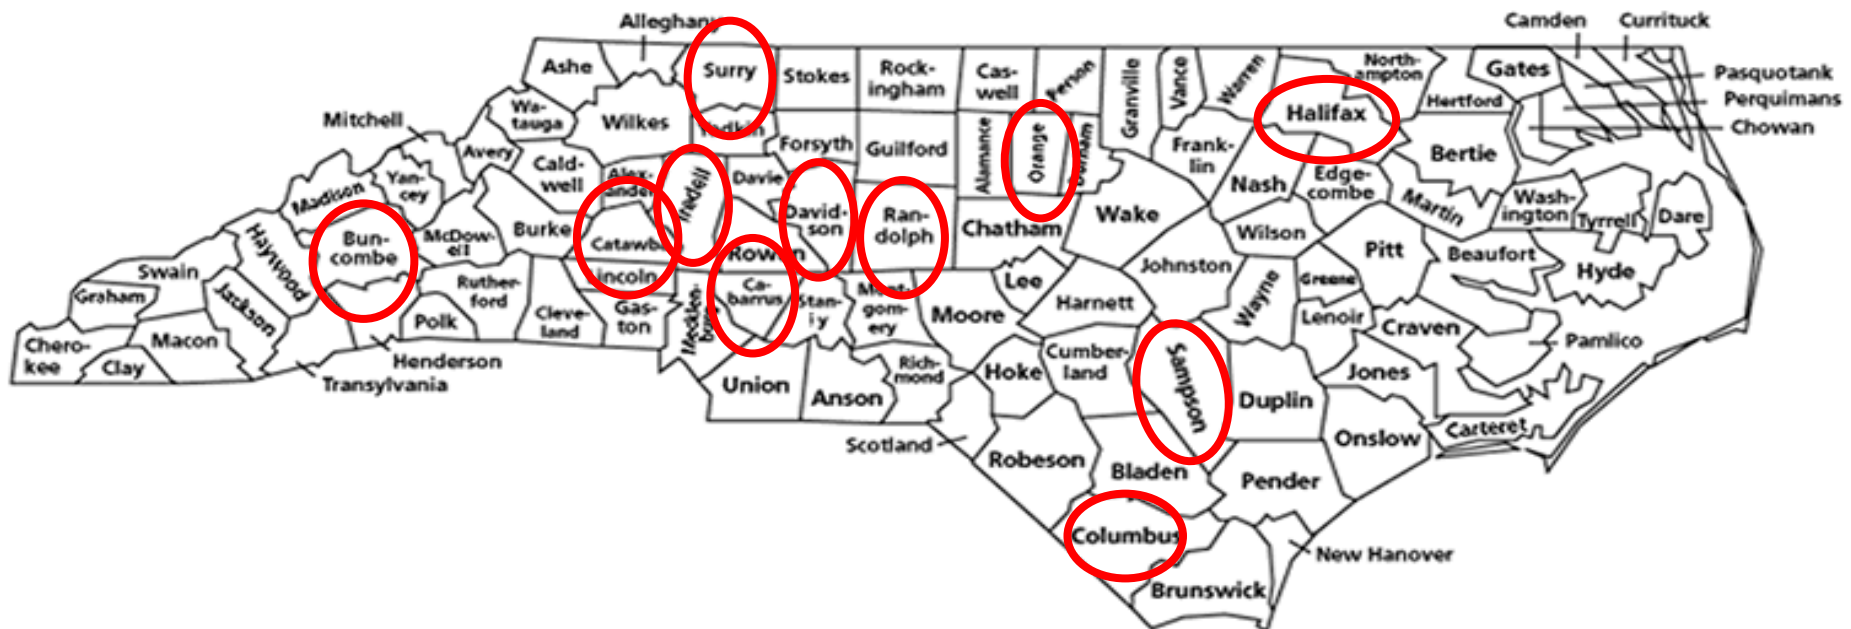 Alleghany
Camden
Currituck
Ashe
Surry
Stokes
Rock-
ingham
Cas-
well
Person
Granville
Vance
Warren
North-
ampton
Gates
Pasquotank
Perquimans
Chowan
Hertford
Halifax
Mitchell
Wa-
tauga
Wilkes
Yadkin
Forsyth
Guilford
Alamance
Orange
Durham
Frank-
lin
Bertie
Avery
Cald-
well
Alex-
ander
Iredell
Davie
Nash
Edge-
combe
Martin
Wash-
ington
Tyrrell
Dare
Madison
Yan-
cey
Burke
Catawba
David-
son
Ran-
dolph
Chatham
Wake
Wilson
Pitt
Beaufort
Hyde
Haywood
Bun-
combe
McDow-
ell
Rowan
Swain
Graham
Jackson
Ruther-
ford
Lincoln
Ca-
barrus
Lee
Johnston
Greene
Wayne
Harnett
Lenoir
Craven
Pamlico
Chero-
kee
Clay
Macon
Polk
Cleve-
land
Gas-
ton
Mecklen-
burg
Stan-
ly
Mont-
gom-
ery
Moore
Henderson
Transylvania
Union
Anson
Rich-
mond
Hoke
Cumber-
land
Sampson
Duplin
Jones
Carteret
Onslow
Scotland
Robeson
Bladen
Pender
Columbus
New Hanover
Brunswick